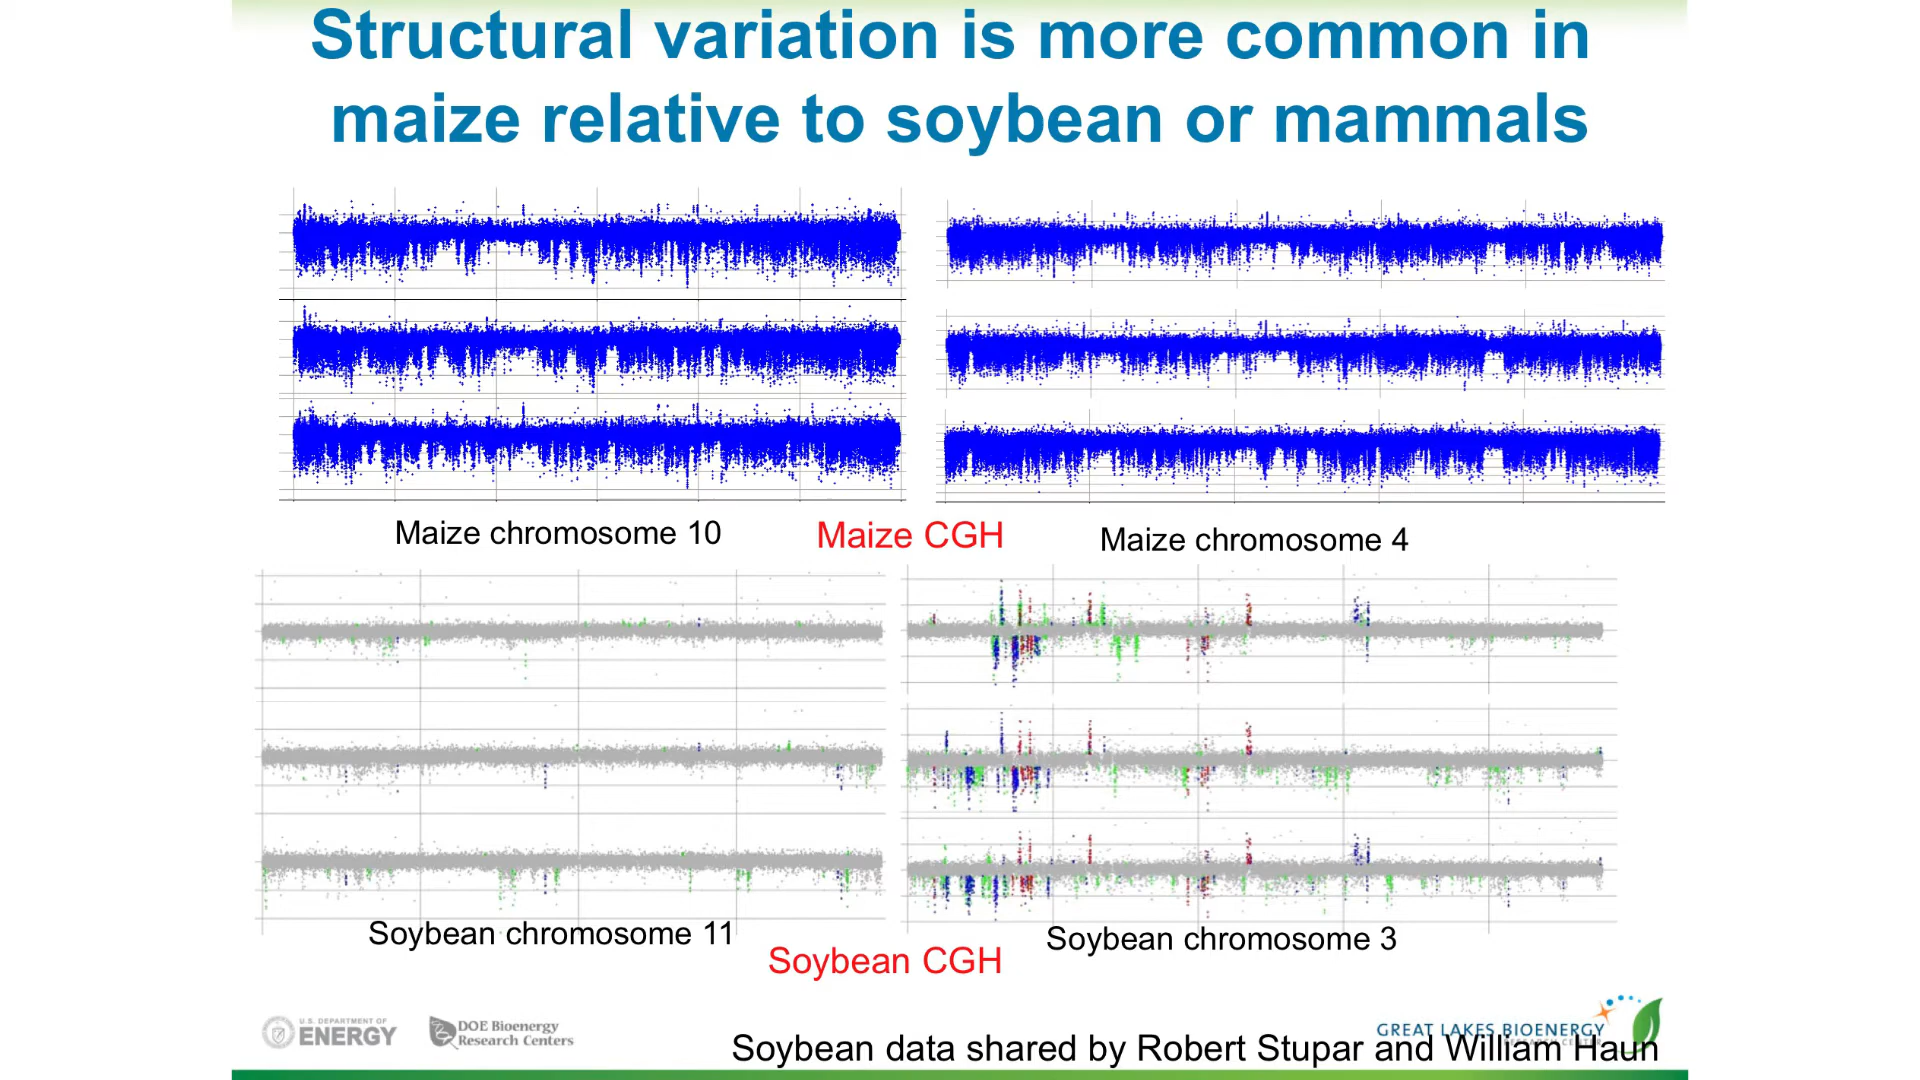 Structural variation is more common in
maize relative to soybean or mammals
Maize chromosome 10
Maize CGH
Maize chromosome 4
Soybean chromosome 11
Soybean chromosome 3
Soybean CGH
U.S. DEPARTMENT OF
ENERGY
DOE Bioenergy
Research Centers
GREAT LAKES BIOENERGY
Soybean data shared by Robert Stupar and William Haun